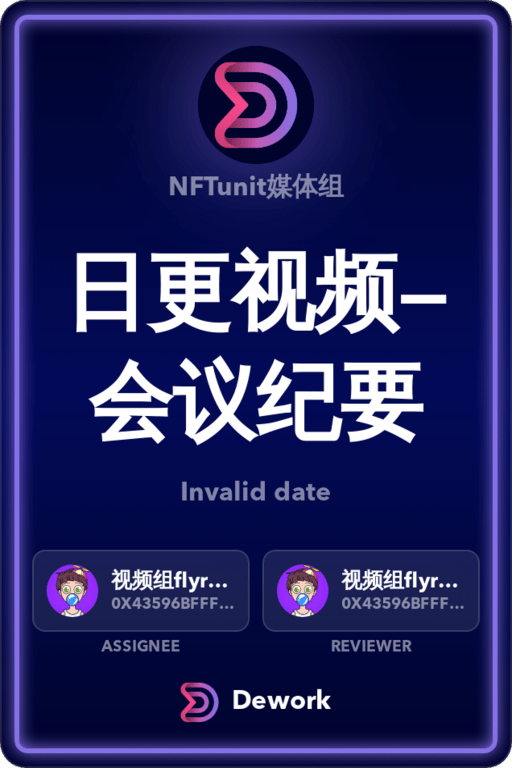 NFTunit媒体组
日更视频–
会议纪要
Invalid date
视频组flyr...
0X43596BFFF...
ASSIGNEE
视频组flyr...
0X43596BFFF...
REVIEWER
Dework